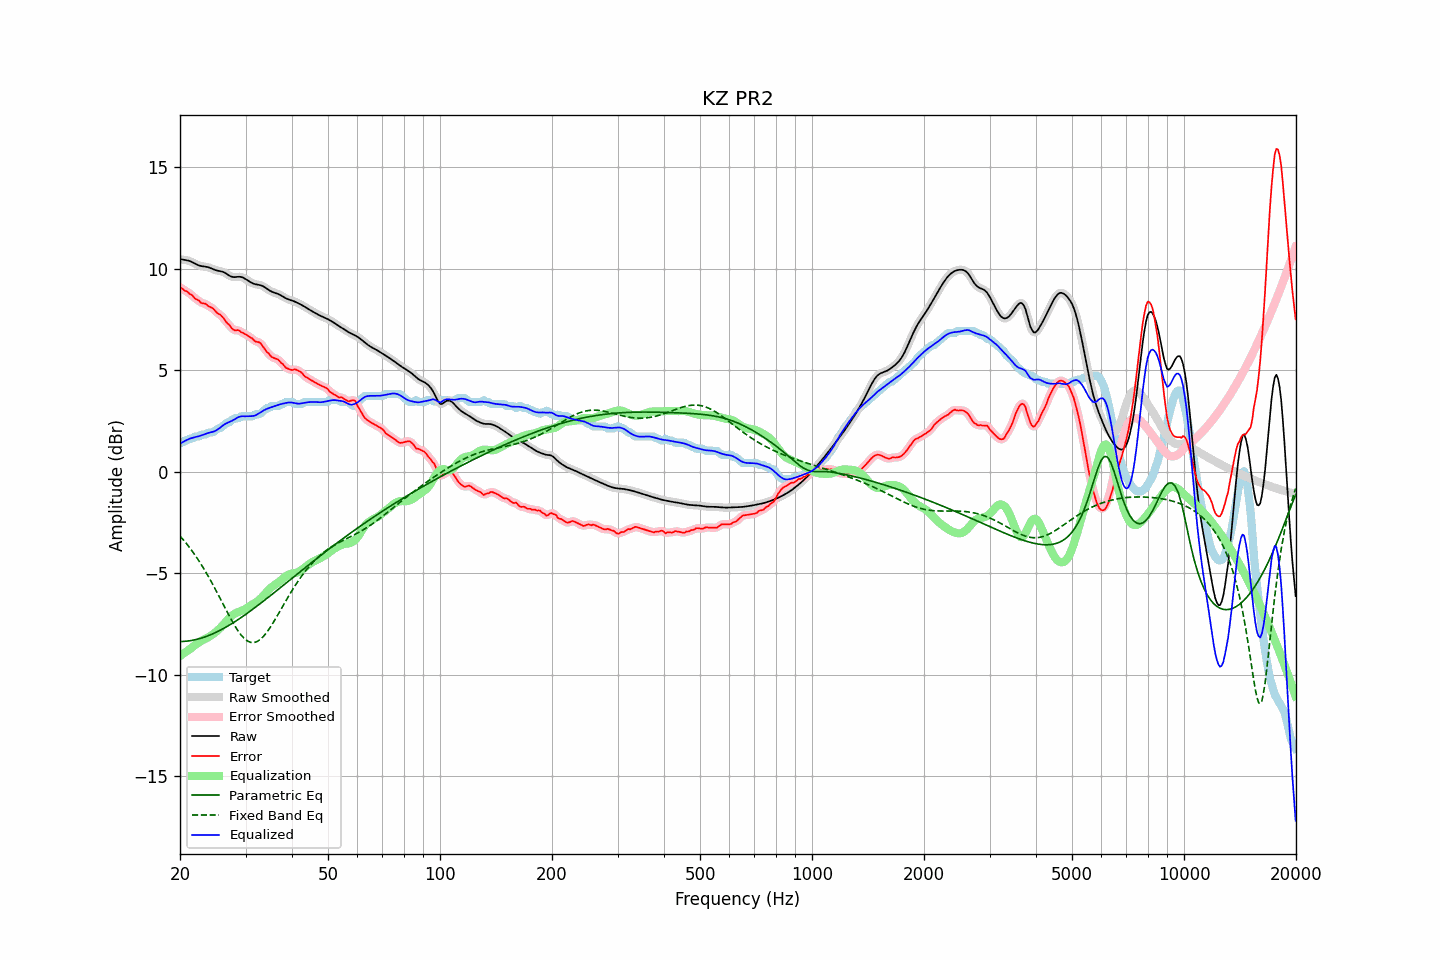 KZ PR2
Amplitude (dBr)
15
10
5
0
−5
−10
−15
Target
Raw Smoothed
Error Smoothed
Raw
Error
Equalization
Parametric Eq
Fixed Band Eq
Equalized
20 50 100 200 500 1000 2000 5000 10000 20000
Frequency (Hz)